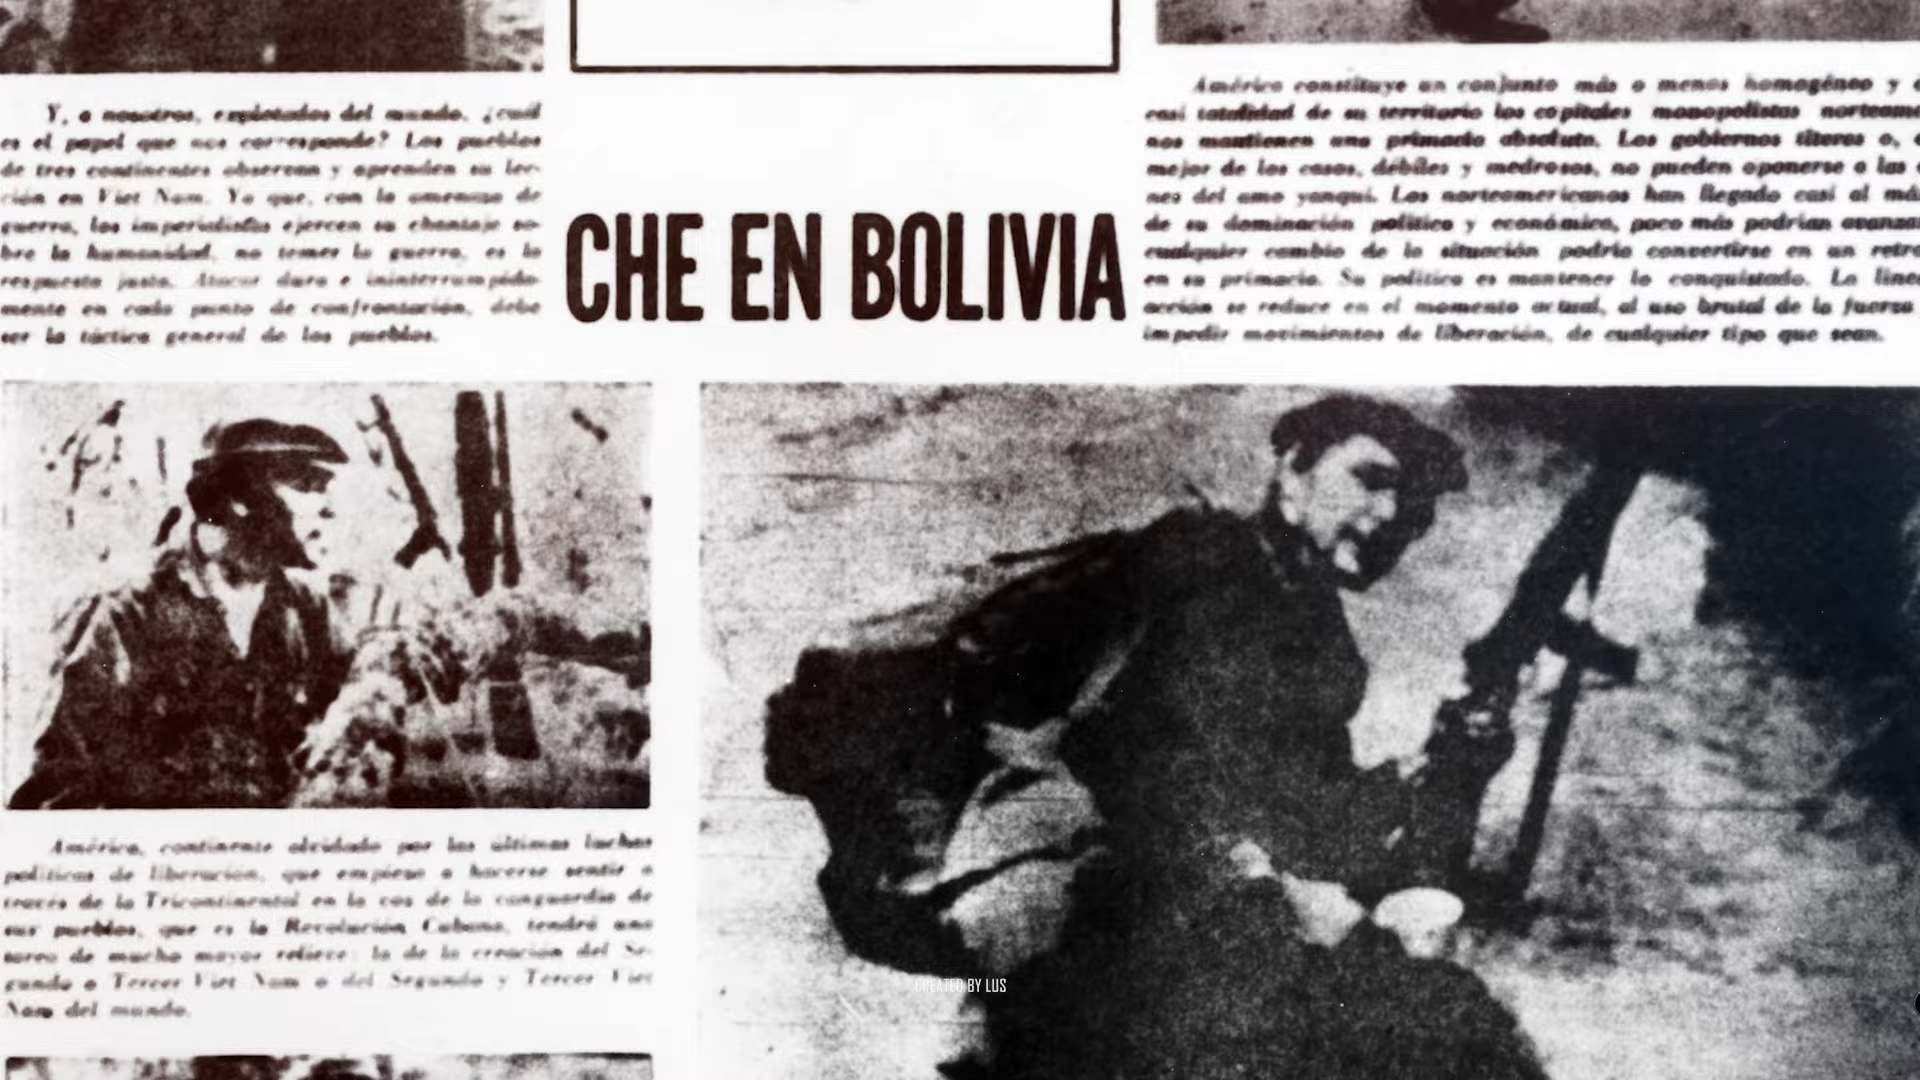 Y, a nosotros, explotados del mundo, ¿cuál
es el papel que nos corresponde? Los pueblos
de tres continentes observan y aprenden su lec-
ción en Viet Nam. Ya que, con la amenaza de
guerra, los imperialistas ejercen su chantaje so-
bre la humanidad, no temer la guerra, es la
respuesta justa. Atacar dura e ininterrumpida-
mente en cada punto de confrontación, debe
ser la táctica general de los pueblos.
CHE EN BOLIVIA
América constituye un conjunto más o menos homogéneo y
casi totalidad de su territorio los capitales monopolistas norteame
nos mantienen una primacía absoluta. Los gobiernos títeres o,
mejor de los casos, débiles y medrosos, no pueden oponerse a las
nes del amo yanqui. Los norteamericanos han llegado casi al má
de su dominación política y económica, poco más podrían avanza
cualquier cambio de la situación podría convertirse en un retro
en su primacía. Su política es mantener lo conquistado. La línea
acción se reduce en el momento actual, al uso brutal de la fuerza
impedir movimientos de liberación, de cualquier tipo que sean.
América, continente olvidado por las últimas luchas
políticas de liberación, que empieza a hacerse sentir a
través de la Tricontinental en la voz de la vanguardia de
sus pueblos, que es la Revolución Cubana, tendrá una
tarea de mucho mayor relieve: la de la creación del Se-
gundo o Tercer Viet Nam o del Segundo y Tercer Viet
Nam del mundo.
CREATED BY LUS